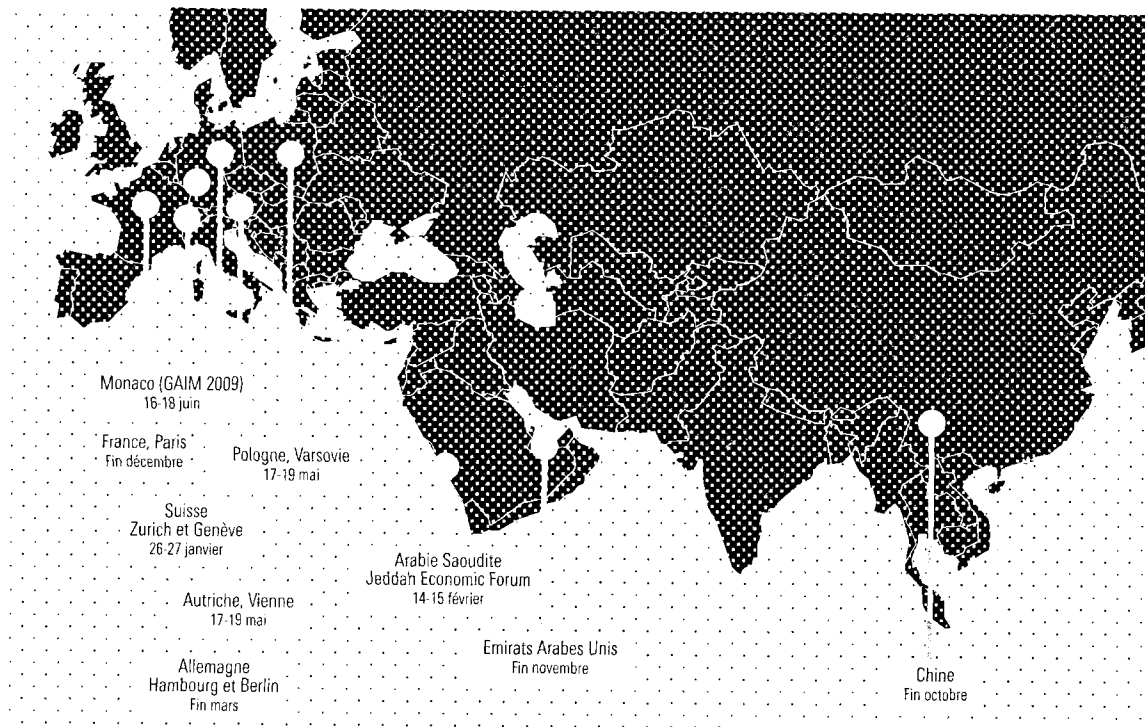 Monaco (GAIM 2009)
16-18 juin
France, Paris
Fin décembre
Pologne, Varsovie
17-19 mai
Suisse
Zurich et Genève
26-27 janvier
Autriche, Vienne
17-19 mai
Allemagne
Hambourg et Berlin
Fin mars
Arabie Saoudite
Jeddah Economic Forum
14-15 février
Emirats Arabes Unis
Fin novembre
Chine
Fin octobre